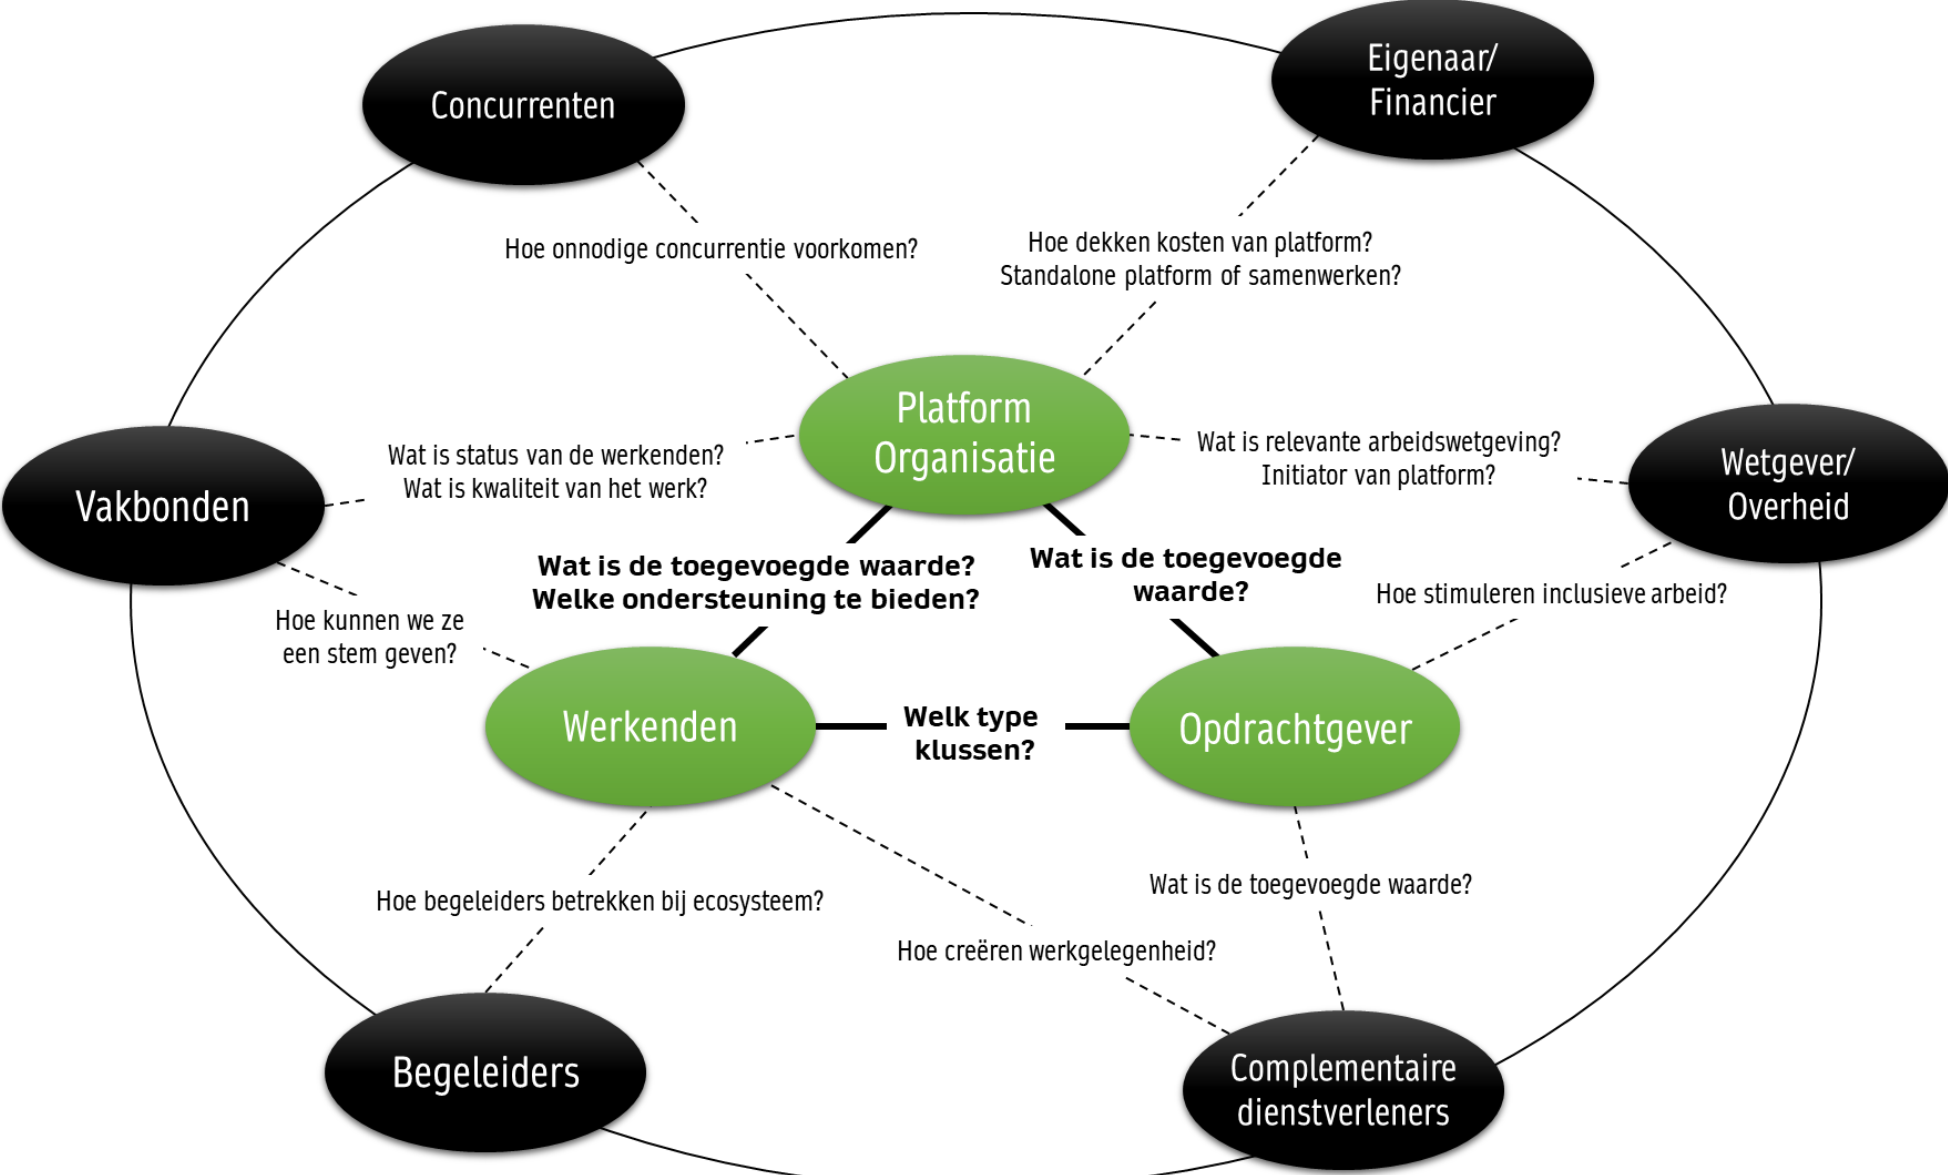 Concurrenten
Eigenaar/
Financier
Hoe onnodige concurrentie voorkomen?
Hoe dekken kosten van platform?
Standalone platform of samenwerken?
Platform
Organisatie
Vakbonden
Wat is status van de werkenden?
Wat is kwaliteit van het werk?
Wat is relevante arbeidswetgeving?
Initiator van platform?
Wetgever/
Overheid
Wat is de toegevoegde waarde?
Welke ondersteuning te bieden?
Wat is de toegevoegde
waarde?
Hoe kunnen we ze
een stem geven?
Hoe stimuleren inclusieve arbeid?
Werkenden
Welk type
klussen?
Opdrachtgever
Hoe begeleiders betrekken bij ecosysteem?
Wat is de toegevoegde waarde?
Hoe creëren werkgelegenheid?
Begeleiders
Complementaire
dienstverleners